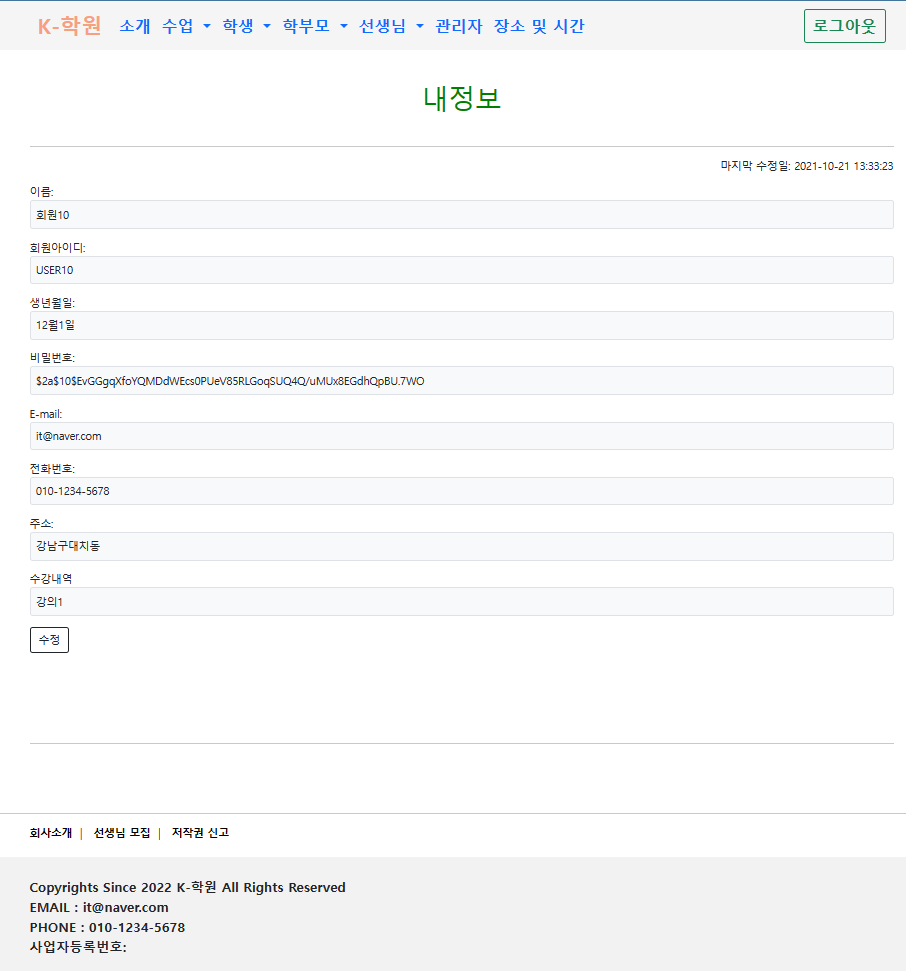 K-학원 소개 수업 학생 학부모 선생님 관리자 장소 및 시간 로그아웃
내정보
마지막 수정일: 2021-10-21 13:33:23
이름:
회원10
회원아이디:
USER10
생년월일:
12월1일
비밀번호:
$2a$10$EvGGgqXfoYQMDdWEcs0PUeV85RLGoqSUQ4Q/uMUx8EGdhQpBU.7WO
E-mail:
it@naver.com
전화번호:
010-1234-5678
주소:
강남구대치동
수강내역
강의1
수정
회사소개 | 선생님 모집 | 저작권 신고
Copyrights Since 2022 K-학원 All Rights Reserved
EMAIL : it@naver.com
PHONE : 010-1234-5678
사업자등록번호: